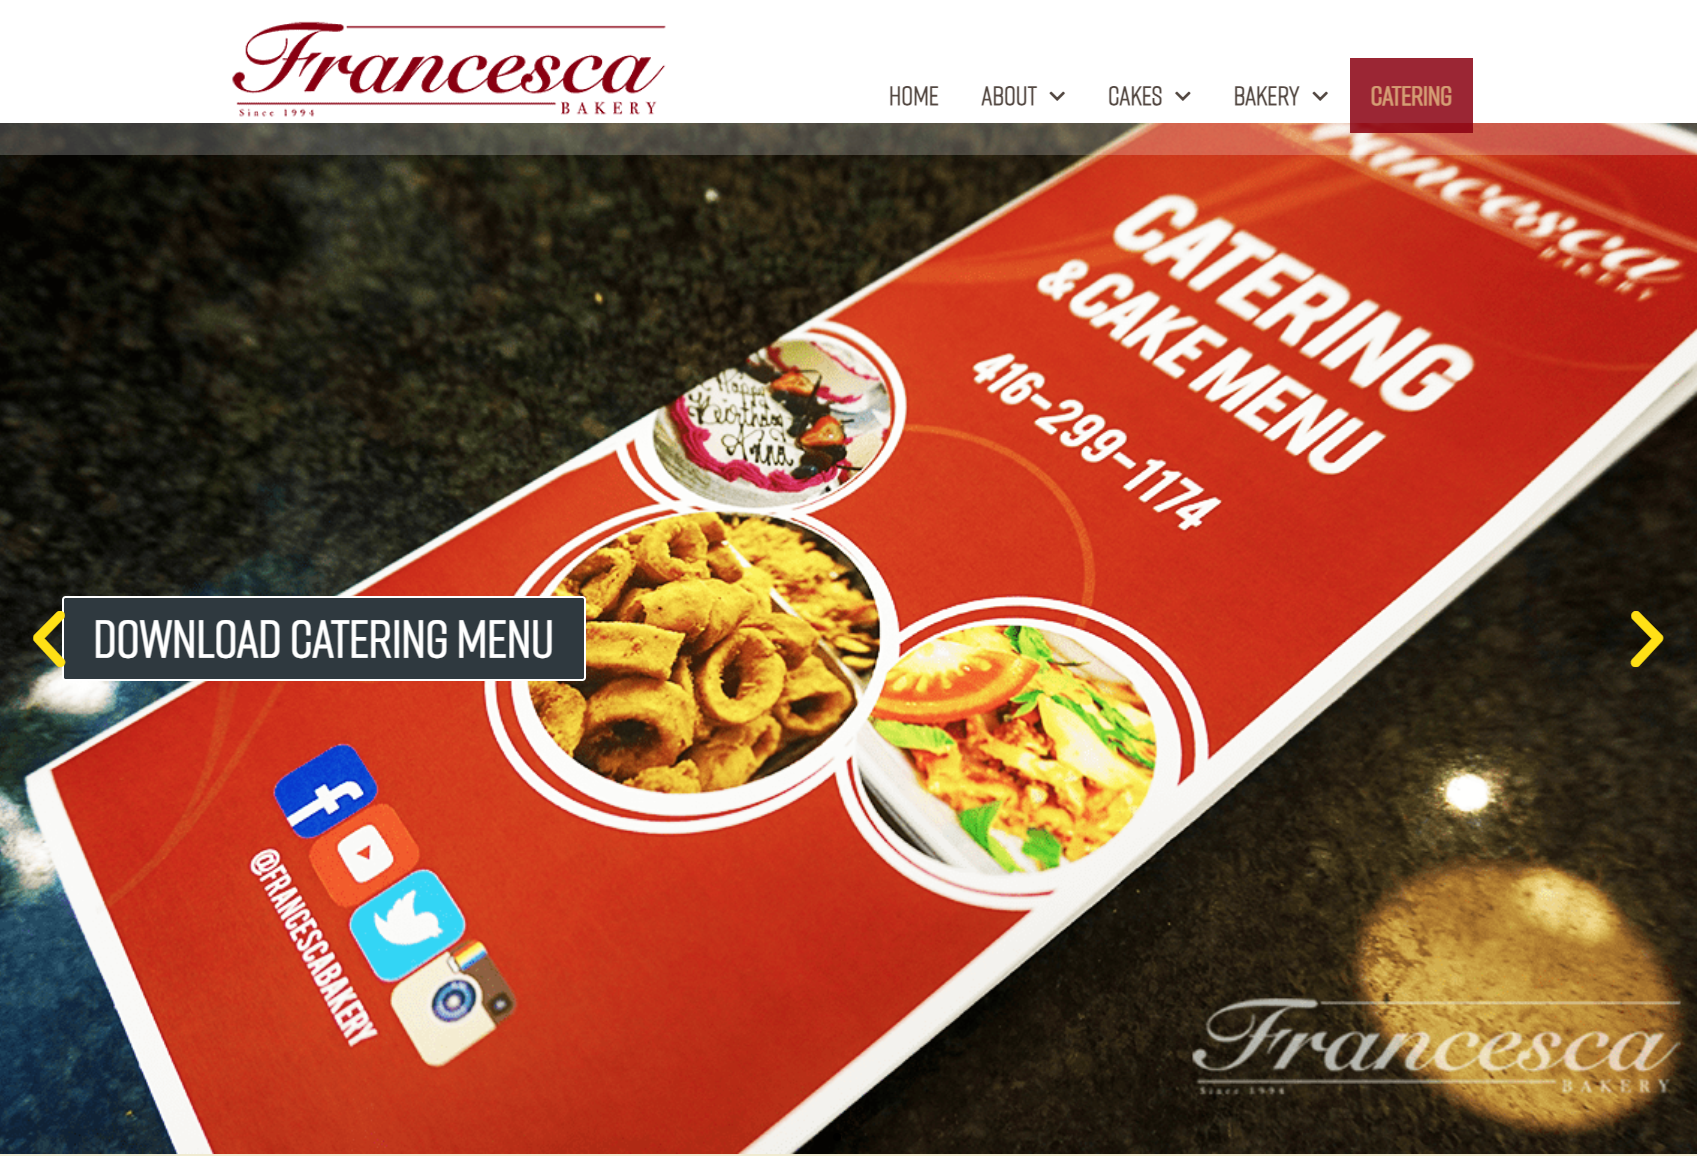 Francesca
Since 1994 BAKERY
HOME ABOUT CAKES BAKERY CATERING
Francesca
BAKERY
CATERING
& CAKE MENU
416-299-1174
Happy
Birthday
Anna
DOWNLOAD CATERING MENU
@FRANCESCABAKERY
Francesca
Since 1994 BAKERY